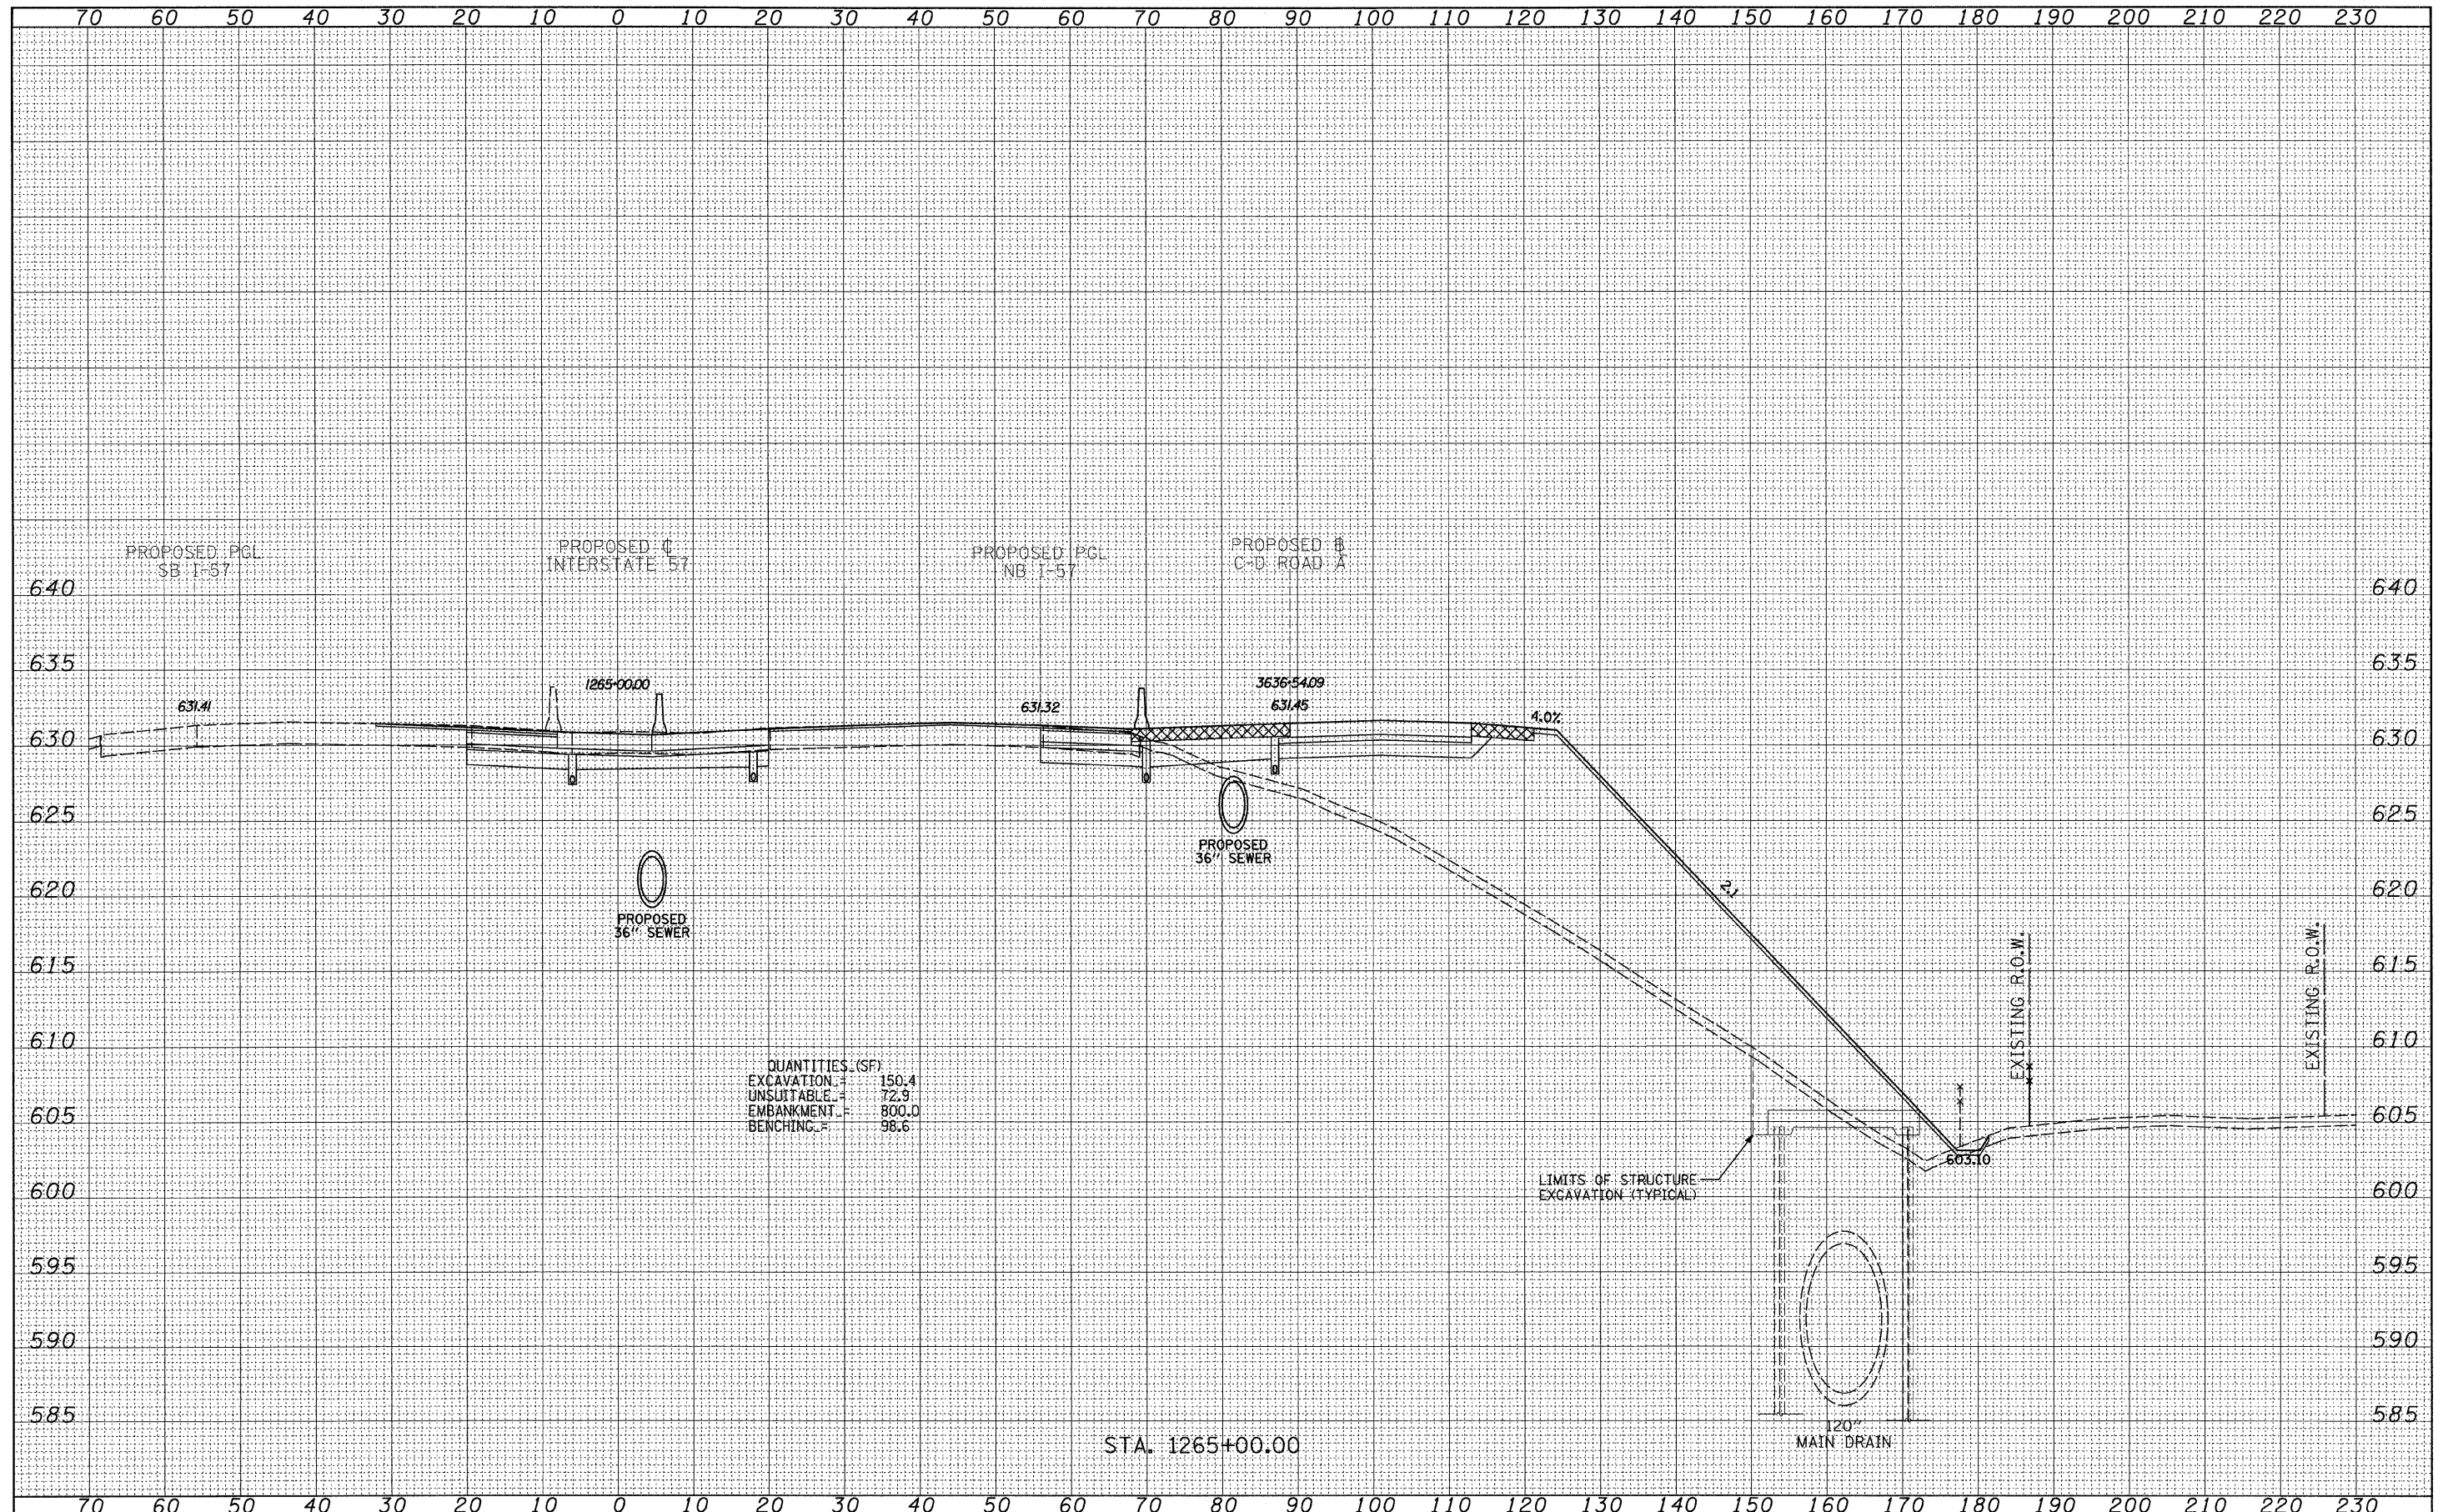 70 60 50 40 30 20 10 0 10 20 30 40 50 60 70 80 90 100 110 120 130 140 150 160 170 180 190 200 210 220 230
PROPOSED PGL
SB I-57
PROPOSED ℄
INTERSTATE 57
PROPOSED PGL
NB I-57
PROPOSED B
C-D ROAD A
640 640
635 635
1265+00.00
3636+54.09
631.41
631.32
631.45
4.0%
630 630
625 625
PROPOSED
36" SEWER
620 620
2:1
PROPOSED
36" SEWER
615 615
EXISTING R.O.W.
EXISTING R.O.W.
610 610
QUANTITIES (SF)
EXCAVATION = 150.4
UNSUITABLE = 72.9
EMBANKMENT = 800.0
BENCHING = 98.6
605 605
603.10
LIMITS OF STRUCTURE
EXCAVATION (TYPICAL)
600 600
595 595
590 590
585 585
120"
MAIN DRAIN
STA. 1265+00.00
70 60 50 40 30 20 10 0 10 20 30 40 50 60 70 80 90 100 110 120 130 140 150 160 170 180 190 200 210 220 230